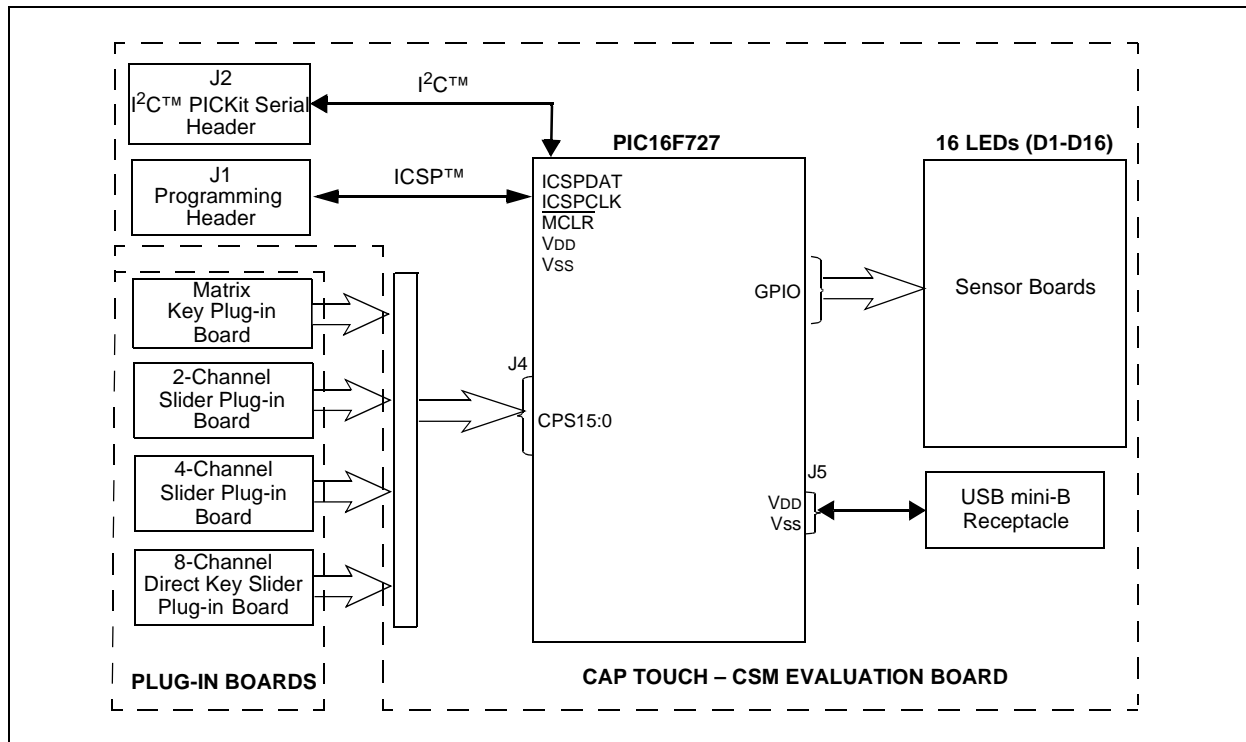 J2
I²C™ PICKit Serial
Header
I²C™
J1
Programming
Header
ICSP™
PIC16F727
ICSPDAT
ICSPCLK
MCLR
VDD
VSS
16 LEDs (D1-D16)
Sensor Boards
GPIO
Matrix
Key Plug-in
Board
2-Channel
Slider Plug-in
Board
4-Channel
Slider Plug-in
Board
8-Channel
Direct Key Slider
Plug-in Board
J4
CPS15:0
J5
VDD
Vss
USB mini-B
Receptacle
PLUG-IN BOARDS
CAP TOUCH – CSM EVALUATION BOARD